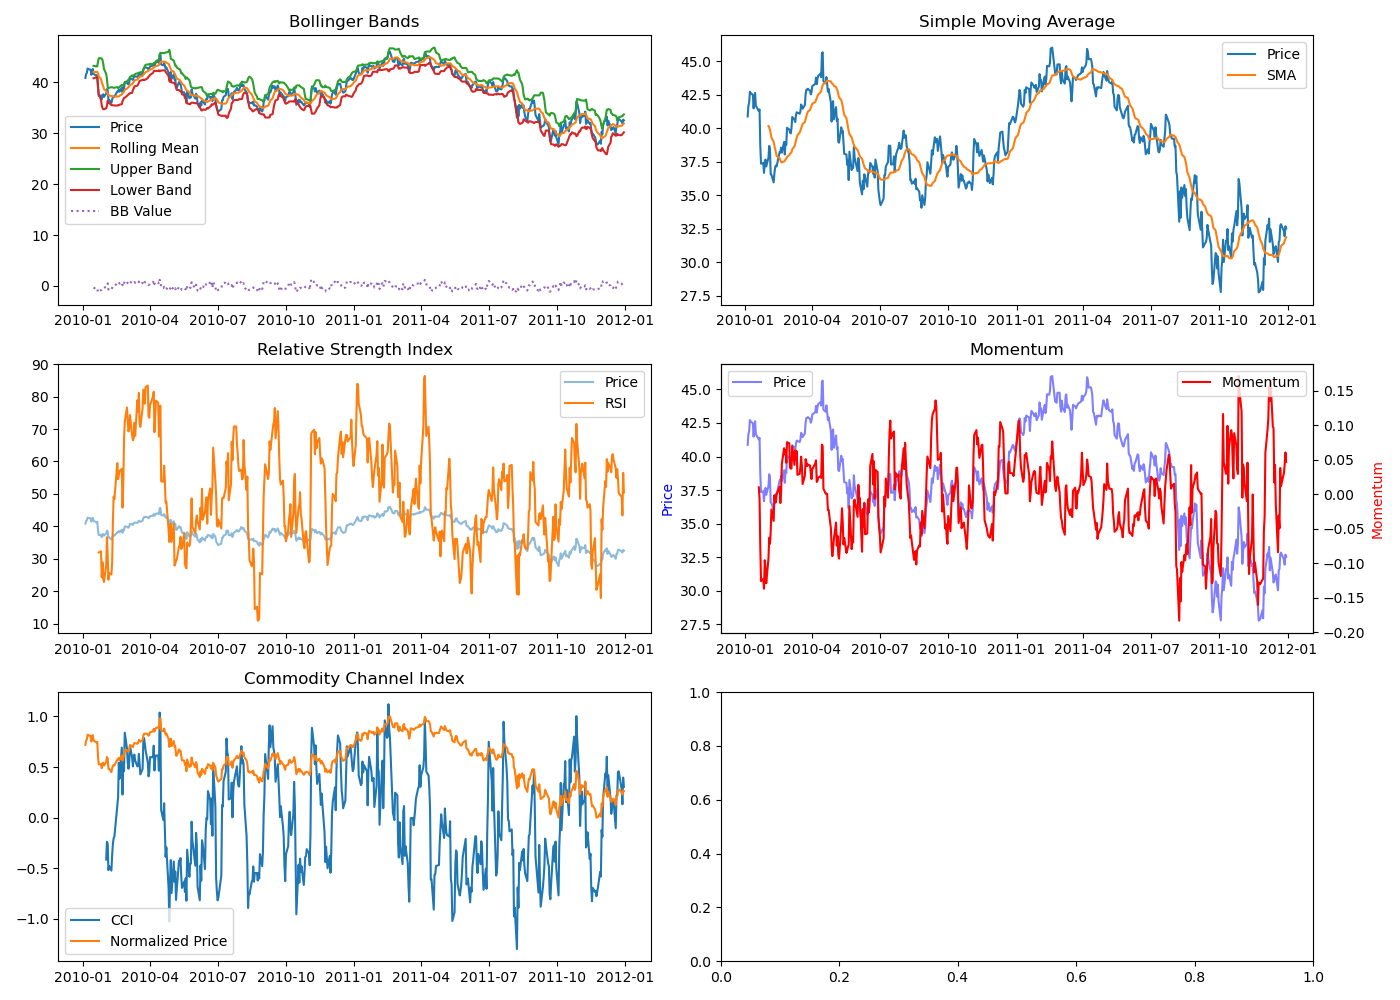 Bollinger Bands
40
30
20
10
0
Price
Rolling Mean
Upper Band
Lower Band
BB Value
2010-01 2010-04 2010-07 2010-10 2011-01 2011-04 2011-07 2011-10 2012-01
Simple Moving Average
45.0
42.5
40.0
37.5
35.0
32.5
30.0
27.5
Price
SMA
2010-01 2010-04 2010-07 2010-10 2011-01 2011-04 2011-07 2011-10 2012-01
Relative Strength Index
90
80
70
60
50
40
30
20
10
Price
RSI
2010-01 2010-04 2010-07 2010-10 2011-01 2011-04 2011-07 2011-10 2012-01
Momentum
Price
45.0
42.5
40.0
37.5
35.0
32.5
30.0
27.5
Price
Momentum
0.15
0.10
0.05
0.00
−0.05
−0.10
−0.15
−0.20
Momentum
2010-01 2010-04 2010-07 2010-10 2011-01 2011-04 2011-07 2011-10 2012-01
Commodity Channel Index
1.0
0.5
0.0
−0.5
−1.0
CCI
Normalized Price
2010-01 2010-04 2010-07 2010-10 2011-01 2011-04 2011-07 2011-10 2012-01
1.0
0.8
0.6
0.4
0.2
0.0
0.0 0.2 0.4 0.6 0.8 1.0